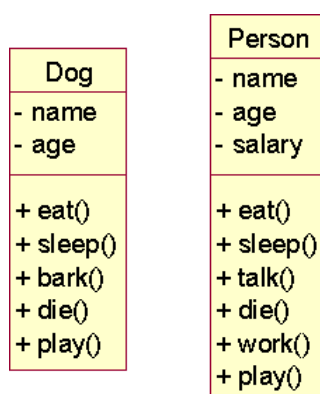 Dog
- name
- age
+ eat()
+ sleep()
+ bark()
+ die()
+ play()
Person
- name
- age
- salary
+ eat()
+ sleep()
+ talk()
+ die()
+ work()
+ play()